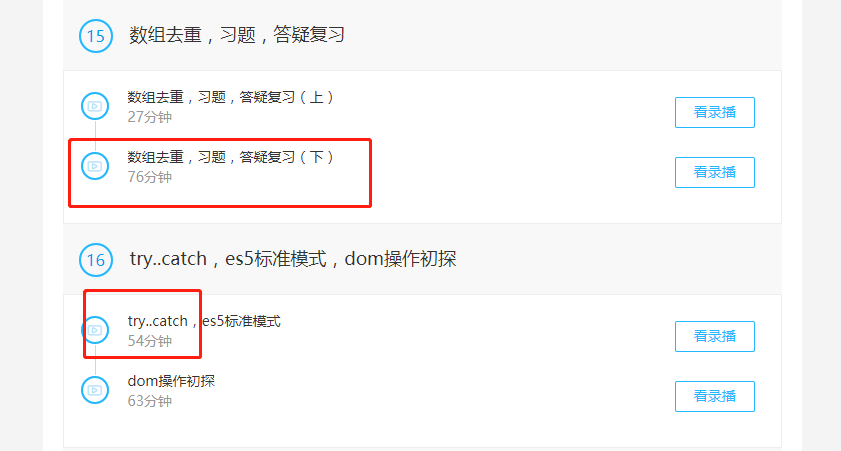 15 数组去重，习题，答疑复习
数组去重，习题，答疑复习（上）
27分钟
看录播
数组去重，习题，答疑复习（下）
76分钟
看录播
16 try..catch，es5标准模式，dom操作初探
try..catch，es5标准模式
54分钟
看录播
dom操作初探
63分钟
看录播